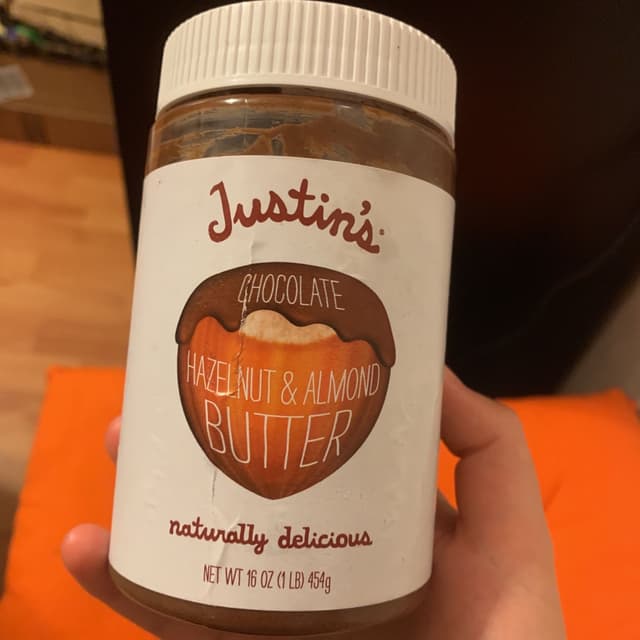 Justin's
CHOCOLATE
HAZELNUT & ALMOND
BUTTER
naturally delicious
NET WT 16 OZ (1 LB) 454g